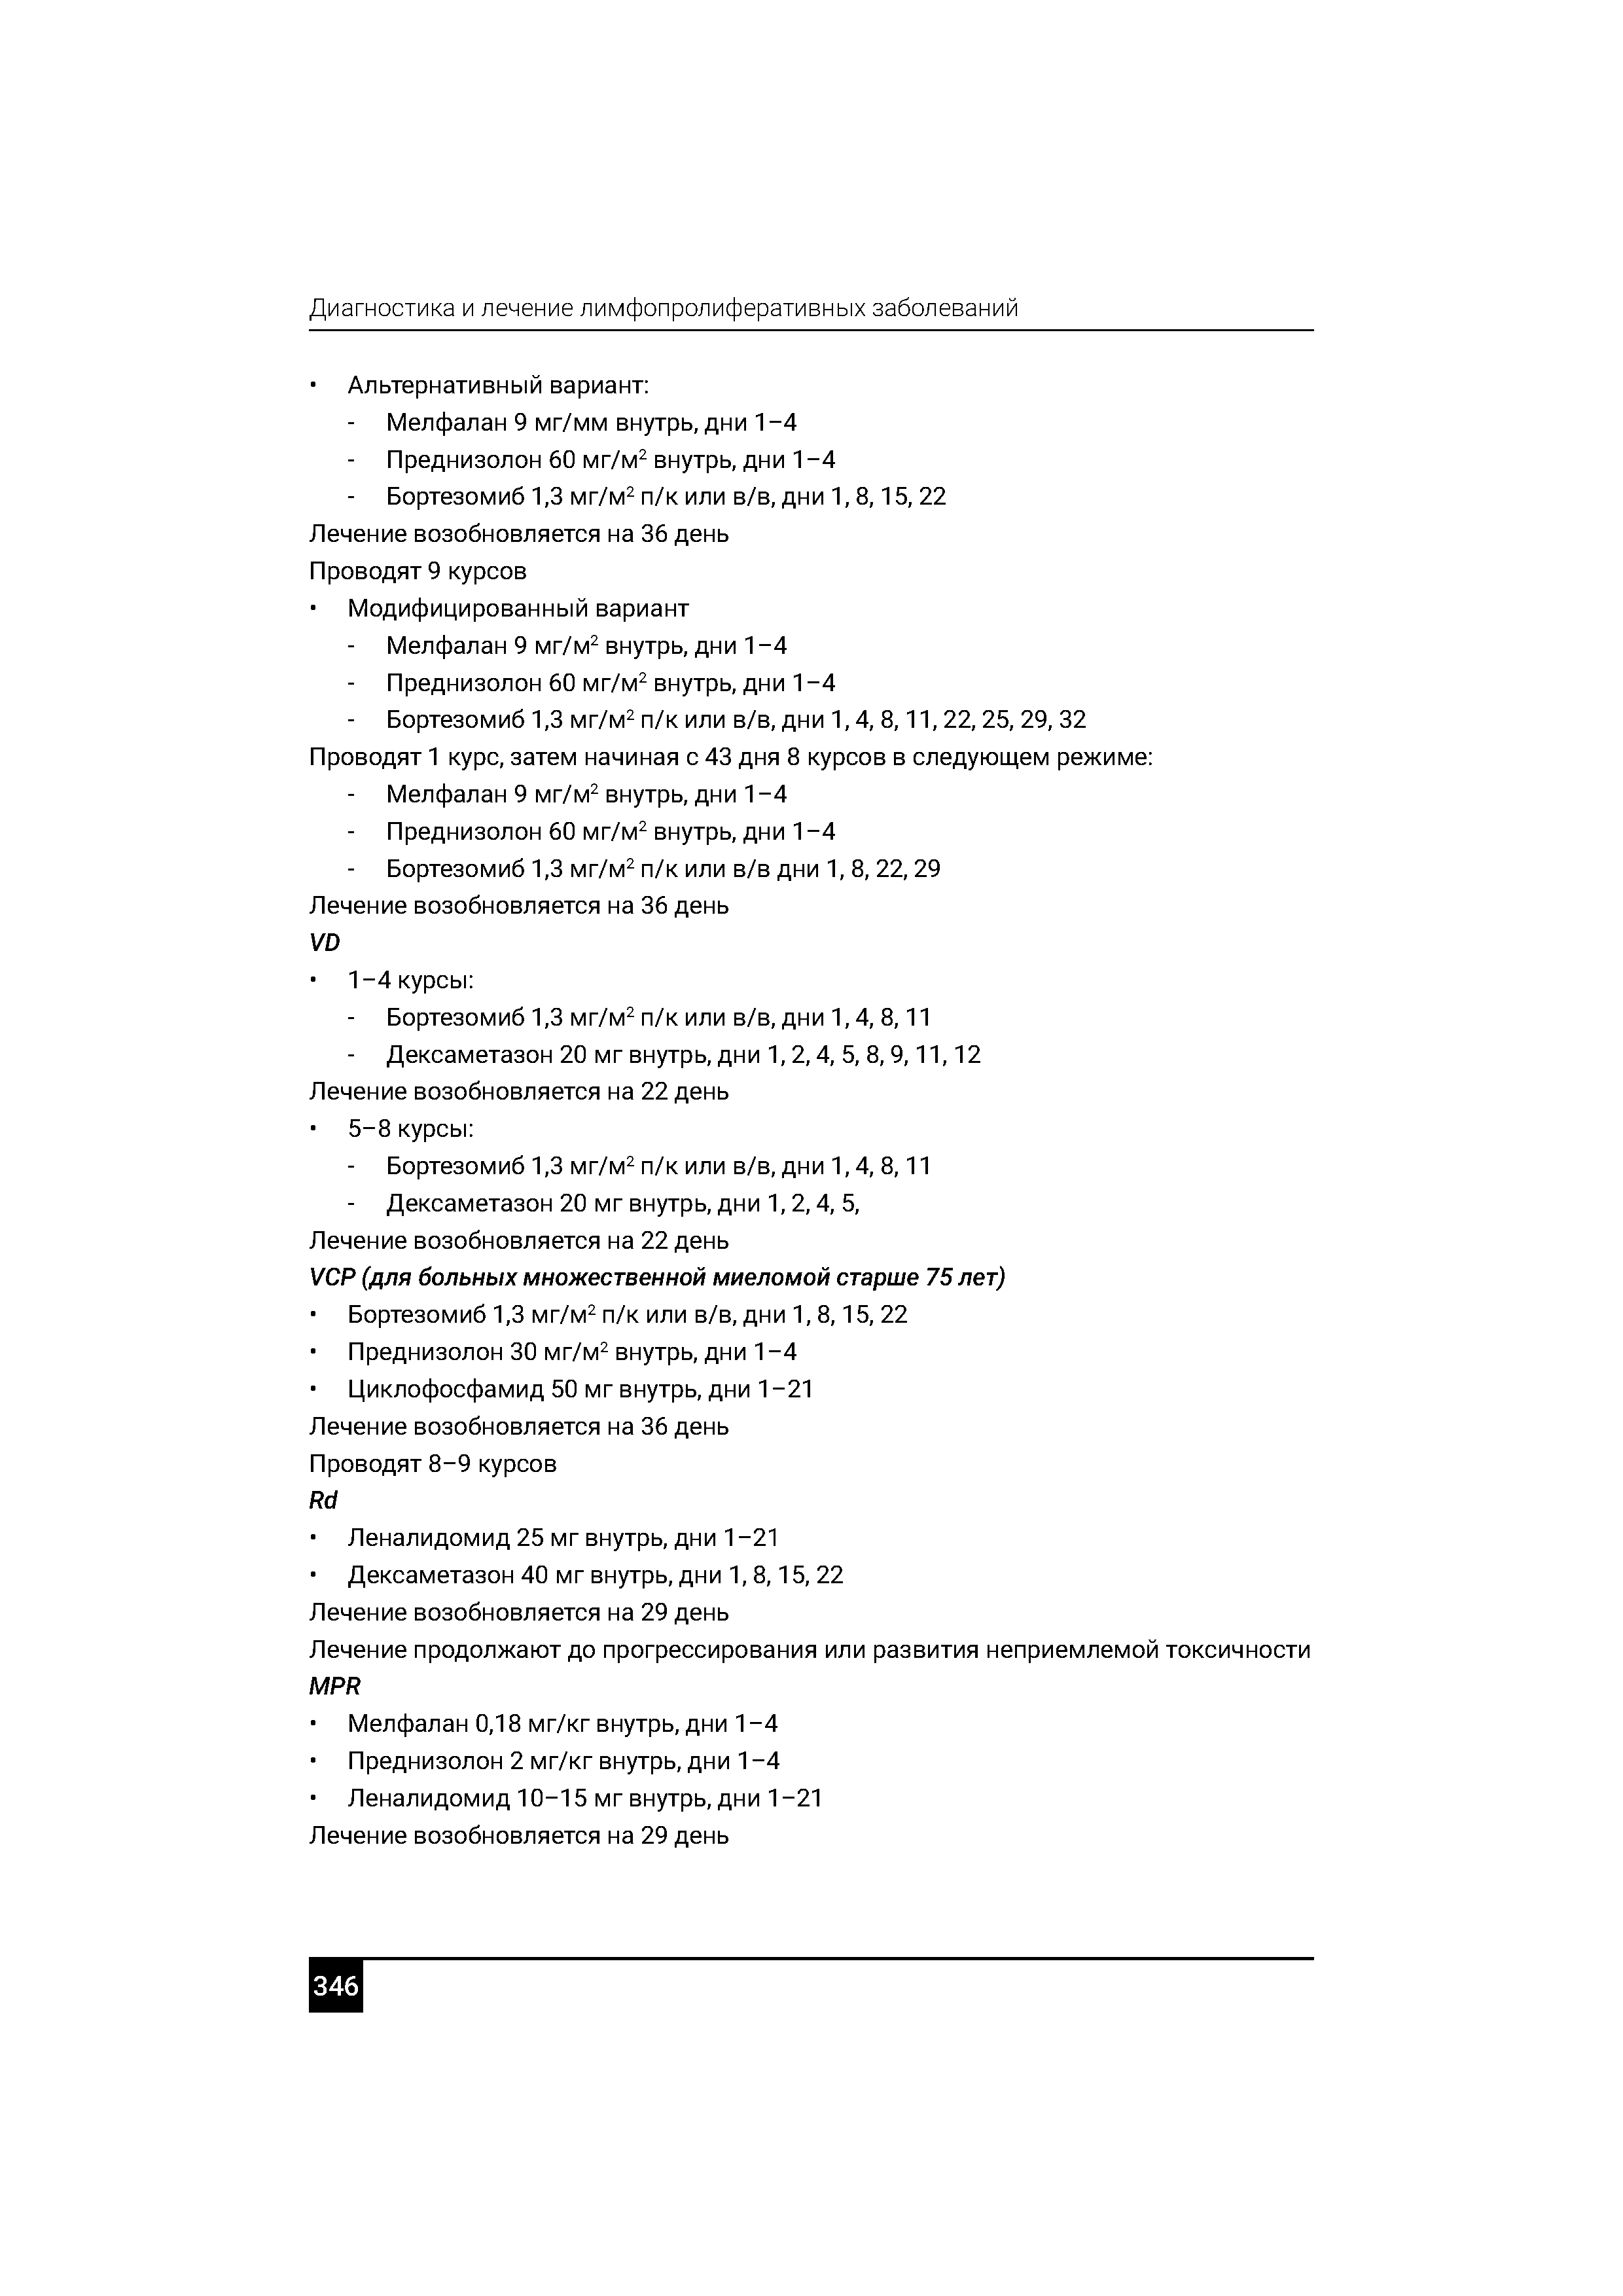 Диагностика и лечение лимфопролиферативных заболеваний
• Альтернативный вариант:
- Мелфалан 9 мг/мм внутрь, дни 1–4
- Преднизолон 60 мг/м² внутрь, дни 1–4
- Бортезомиб 1,3 мг/м² п/к или в/в, дни 1, 8, 15, 22
Лечение возобновляется на 36 день
Проводят 9 курсов
• Модифицированный вариант
- Мелфалан 9 мг/м² внутрь, дни 1–4
- Преднизолон 60 мг/м² внутрь, дни 1–4
- Бортезомиб 1,3 мг/м² п/к или в/в, дни 1, 4, 8, 11, 22, 25, 29, 32
Проводят 1 курс, затем начиная с 43 дня 8 курсов в следующем режиме:
- Мелфалан 9 мг/м² внутрь, дни 1–4
- Преднизолон 60 мг/м² внутрь, дни 1–4
- Бортезомиб 1,3 мг/м² п/к или в/в дни 1, 8, 22, 29
Лечение возобновляется на 36 день
VD
• 1–4 курсы:
- Бортезомиб 1,3 мг/м² п/к или в/в, дни 1, 4, 8, 11
- Дексаметазон 20 мг внутрь, дни 1, 2, 4, 5, 8, 9, 11, 12
Лечение возобновляется на 22 день
• 5–8 курсы:
- Бортезомиб 1,3 мг/м² п/к или в/в, дни 1, 4, 8, 11
- Дексаметазон 20 мг внутрь, дни 1, 2, 4, 5,
Лечение возобновляется на 22 день
VCP (для больных множественной миеломой старше 75 лет)
• Бортезомиб 1,3 мг/м² п/к или в/в, дни 1, 8, 15, 22
• Преднизолон 30 мг/м² внутрь, дни 1–4
• Циклофосфамид 50 мг внутрь, дни 1–21
Лечение возобновляется на 36 день
Проводят 8–9 курсов
Rd
• Леналидомид 25 мг внутрь, дни 1–21
• Дексаметазон 40 мг внутрь, дни 1, 8, 15, 22
Лечение возобновляется на 29 день
Лечение продолжают до прогрессирования или развития неприемлемой токсичности
MPR
• Мелфалан 0,18 мг/кг внутрь, дни 1–4
• Преднизолон 2 мг/кг внутрь, дни 1–4
• Леналидомид 10–15 мг внутрь, дни 1–21
Лечение возобновляется на 29 день
346